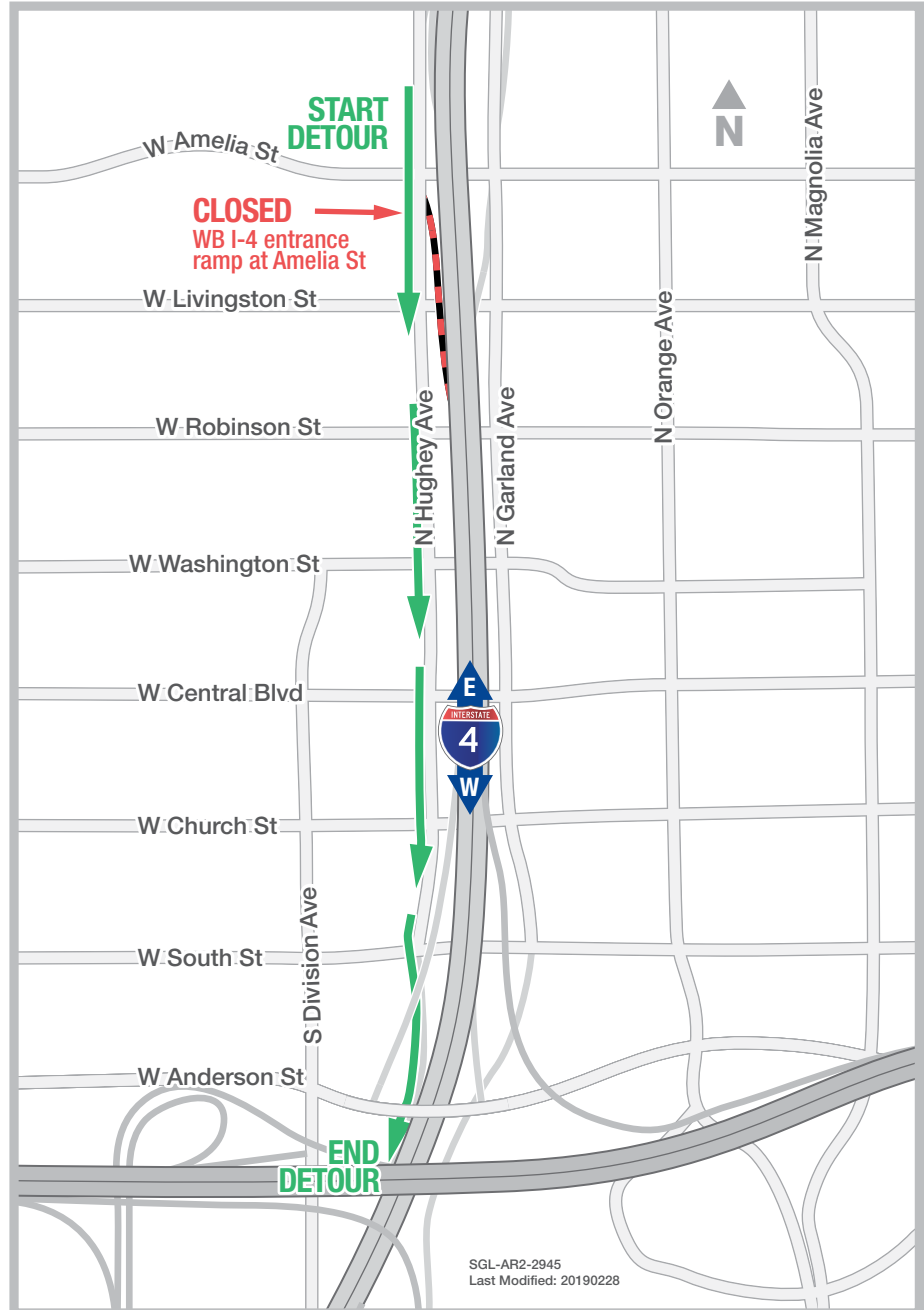 START
DETOUR
N
N Magnolia Ave
W Amelia St
CLOSED
WB I-4 entrance
ramp at Amelia St
W Livingston St
N Orange Ave
W Robinson St
N Hughey Ave
N Garland Ave
W Washington St
W Central Blvd
E
INTERSTATE
4
W
W Church St
S Division Ave
W South St
W Anderson St
END
DETOUR
SGL-AR2-2945
Last Modified: 20190228